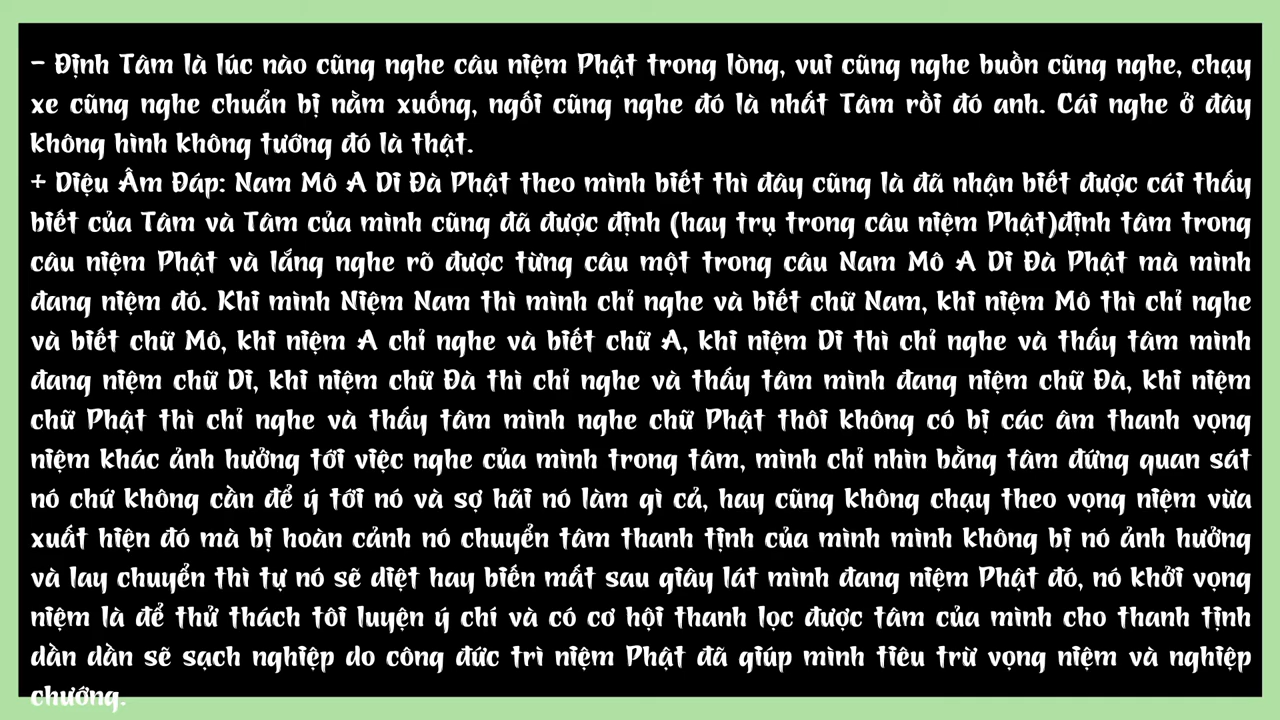 - Định Tâm là lúc nào cũng nghe câu niệm Phật trong lòng, vui cũng nghe buồn cũng nghe, chạy
xe cũng nghe chuẩn bị nằm xuống, ngối cũng nghe đó là nhất Tâm rồi đó anh. Cái nghe ở đây
không hình không tướng đó là thật.
+ Diệu Âm Đáp: Nam Mô A Di Đà Phật theo mình biết thì đây cũng là đã nhận biết được cái thấy
biết của Tâm và Tâm của mình cũng đã được định (hay trụ trong câu niệm Phật)định tâm trong
câu niệm Phật và lắng nghe rõ được từng câu một trong câu Nam Mô A Di Đà Phật mà mình
đang niệm đó. Khi mình Niệm Nam thì mình chỉ nghe và biết chữ Nam, khi niệm Mô thì chỉ nghe
và biết chữ Mô, khi niệm A chỉ nghe và biết chữ A, khi niệm Di thì chỉ nghe và thấy tâm mình
đang niệm chữ Di, khi niệm chữ Đà thì chỉ nghe và thấy tâm mình đang niệm chữ Đà, khi niệm
chữ Phật thì chỉ nghe và thấy tâm mình nghe chữ Phật thôi không có bị các âm thanh vọng
niệm khác ảnh hưởng tới việc nghe của mình trong tâm, mình chỉ nhìn bằng tâm đứng quan sát
nó chứ không cần để ý tới nó và sợ hãi nó làm gì cả, hay cũng không chạy theo vọng niệm vừa
xuất hiện đó mà bị hoàn cảnh nó chuyển tâm thanh tịnh của mình mình không bị nó ảnh hưởng
và lay chuyển thì tự nó sẽ diệt hay biến mất sau giây lát mình đang niệm Phật đó, nó khởi vọng
niệm là để thử thách tôi luyện ý chí và có cơ hội thanh lọc được tâm của mình cho thanh tịnh
dần dần sẽ sạch nghiệp do công đức trì niệm Phật đã giúp mình tiêu trừ vọng niệm và nghiệp
chướng.